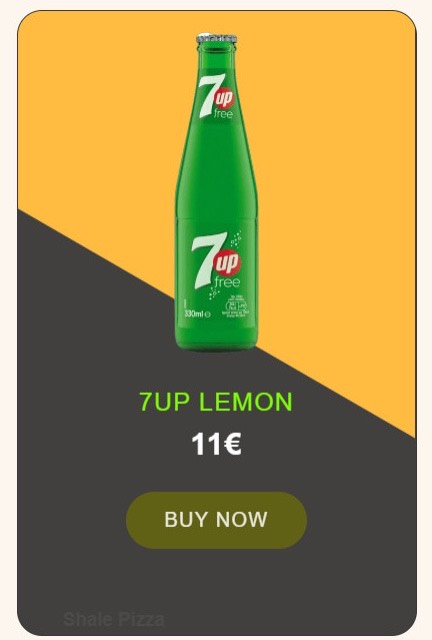 7up
free
7up
free
330ml e
7UP LEMON
11€
BUY NOW
Shale Pizza